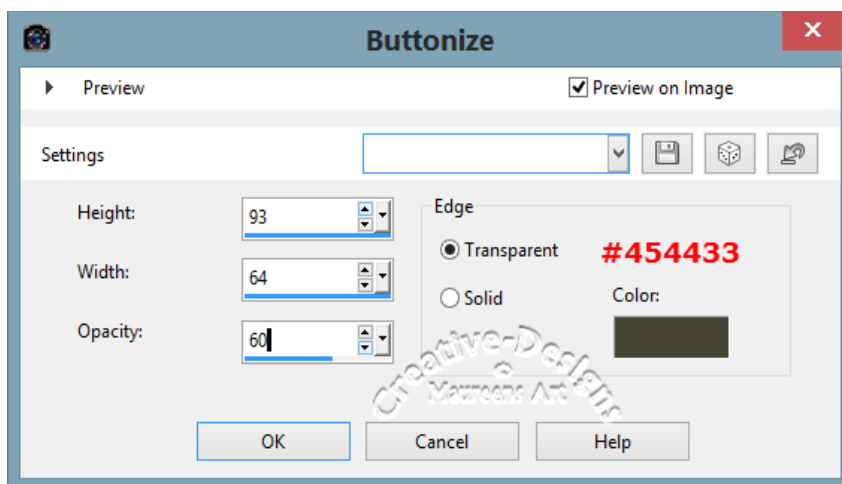 Buttonize
Preview
Preview on Image
Settings
Height: 93
Width: 64
Opacity: 60
Edge
Transparent #454433
Solid Color:
Creative-Designs
©
Maureens Art
OK Cancel Help